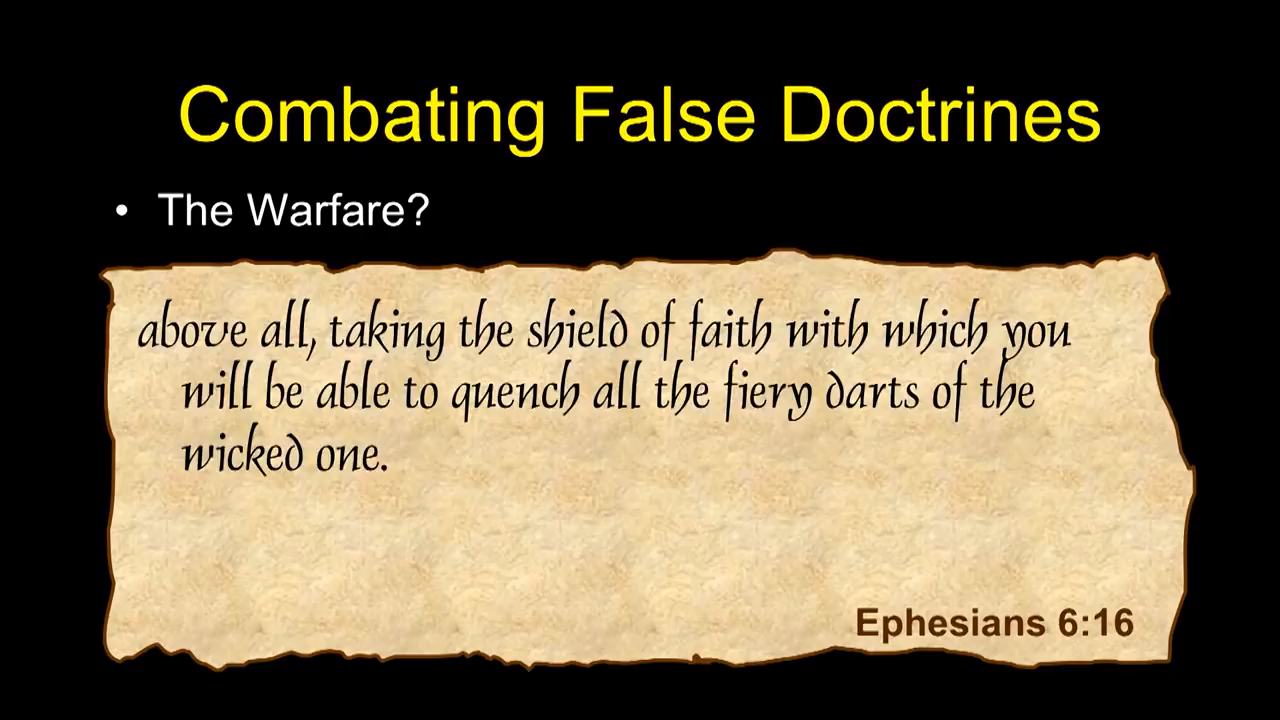 Combating False Doctrines
• The Warfare?
above all, taking the shield of faith with which you
will be able to quench all the fiery darts of the
wicked one.
Ephesians 6:16